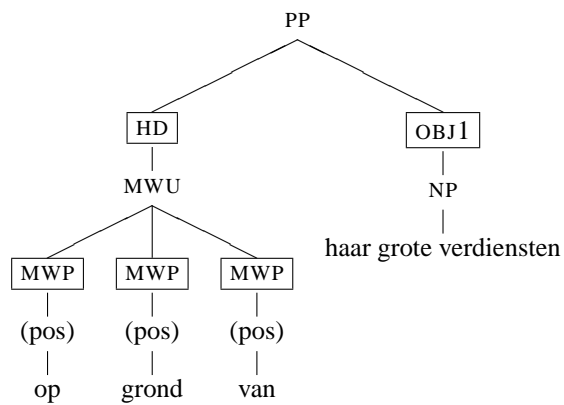 PP
HD OBJ1
MWU NP
haar grote verdiensten
MWP MWP MWP
(pos) (pos) (pos)
op grond van